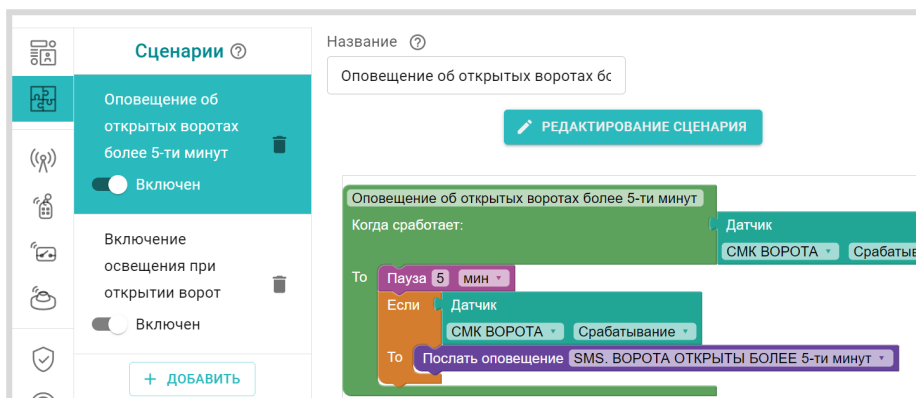 Сценарии
Оповещение об
открытых воротах
более 5-ти минут
Включен
Включение
освещения при
открытии ворот
Включен
+ ДОБАВИТЬ
Название
Оповещение об открытых воротах бо
РЕДАКТИРОВАНИЕ СЦЕНАРИЯ
Оповещение об открытых воротах более 5-ти минут
Когда сработает:
Датчик
СМК ВОРОТА Срабатыв
То Пауза 5 мин
Если Датчик
СМК ВОРОТА Срабатывание
То Послать оповещение SMS. ВОРОТА ОТКРЫТЫ БОЛЕЕ 5-ти минут